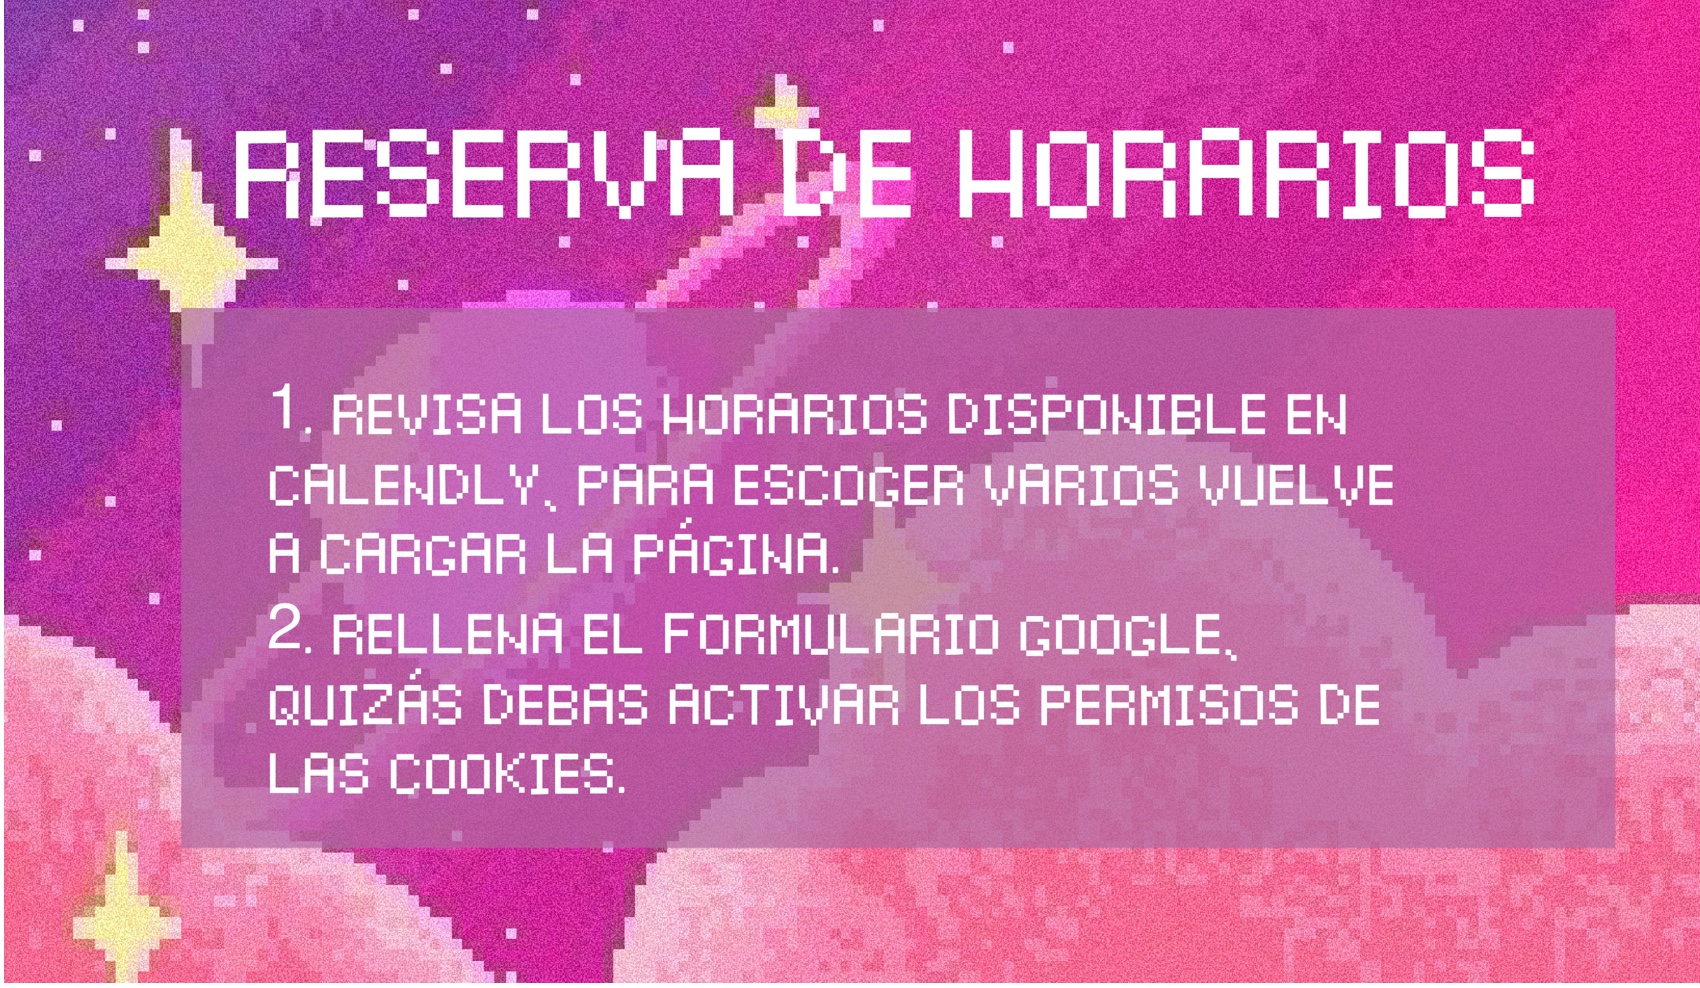 RESERVA DE HORARIOS
1. REVISA LOS HORARIOS DISPONIBLE EN
CALENDLY, PARA ESCOGER VARIOS VUELVE
A CARGAR LA PÁGINA.
2. RELLENA EL FORMULARIO GOOGLE,
QUIZÁS DEBAS ACTIVAR LOS PERMISOS DE
LAS COOKIES.